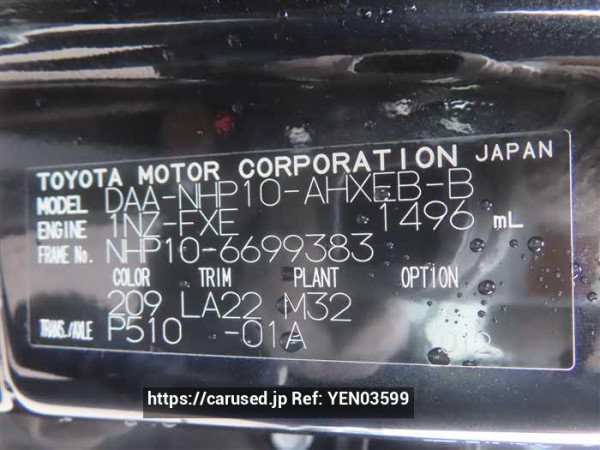 TOYOTA MOTOR CORPORATION JAPAN
MODEL DAA-NHP10-AHXEB-B
ENGINE 1NZ-FXE 1496 mL
FRAME No. NHP10-6699383
COLOR TRIM PLANT OPTION
209 LA22 M32
TRANS./AXLE P510 -01A 012
https://carused.jp Ref: YEN03599